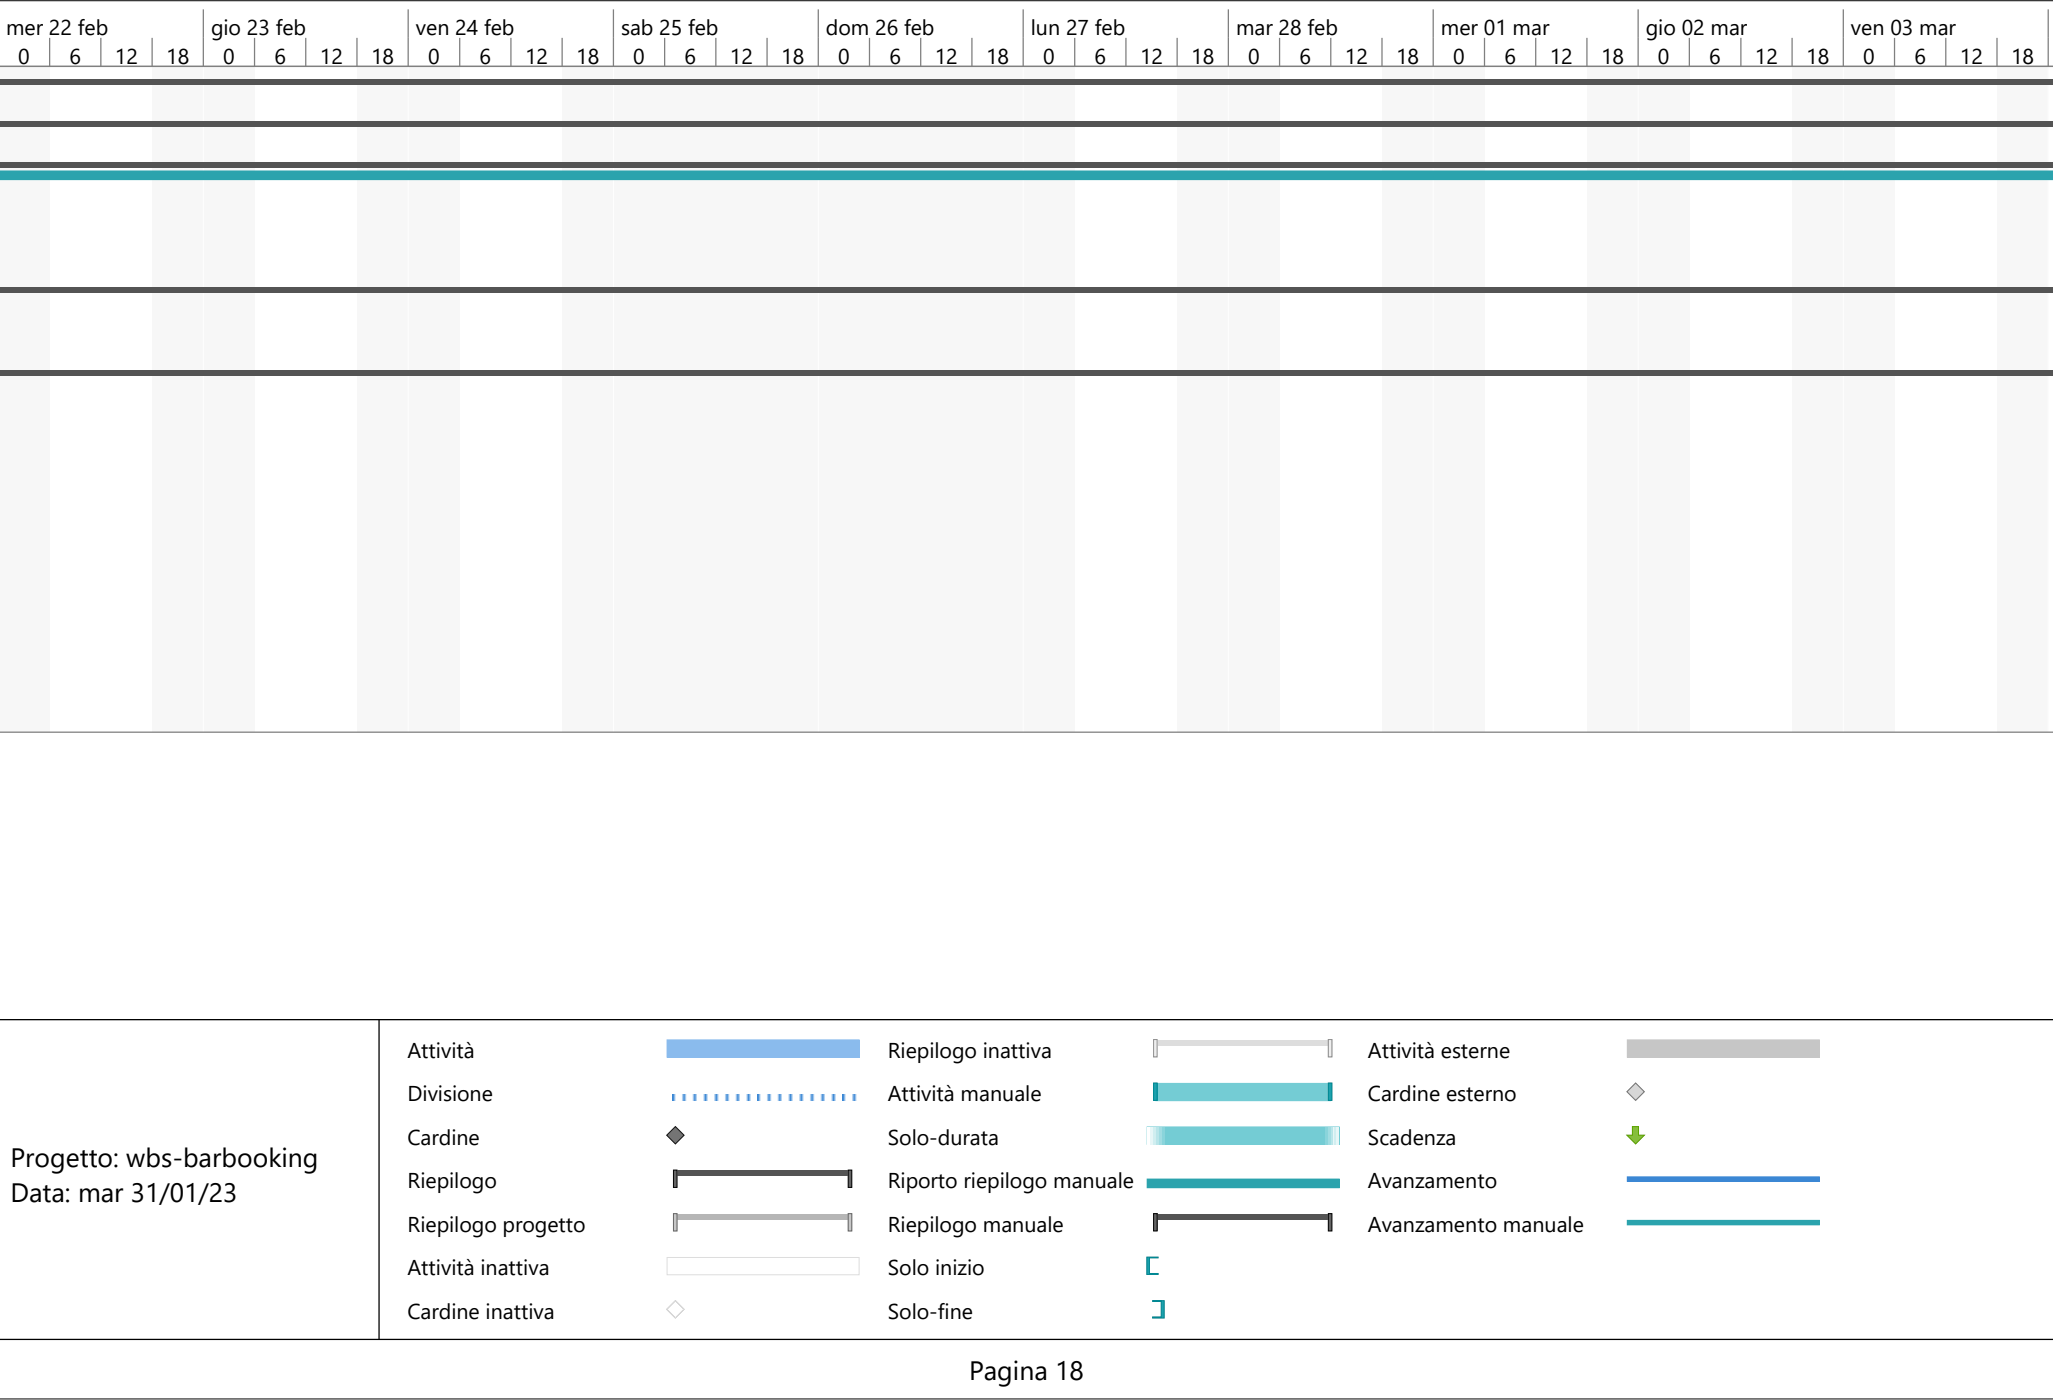 mer 22 feb gio 23 feb ven 24 feb sab 25 feb dom 26 feb lun 27 feb mar 28 feb mer 01 mar gio 02 mar ven 03 mar
0 6 12 18 0 6 12 18 0 6 12 18 0 6 12 18 0 6 12 18 0 6 12 18 0 6 12 18 0 6 12 18 0 6 12 18 0 6 12 18
Progetto: wbs-barbooking
Data: mar 31/01/23
Attività
Divisione
Cardine
Riepilogo
Riepilogo progetto
Attività inattiva
Cardine inattiva
Riepilogo inattiva
Attività manuale
Solo-durata
Riporto riepilogo manuale
Riepilogo manuale
Solo inizio
Solo-fine
Attività esterne
Cardine esterno
Scadenza
Avanzamento
Avanzamento manuale
Pagina 18